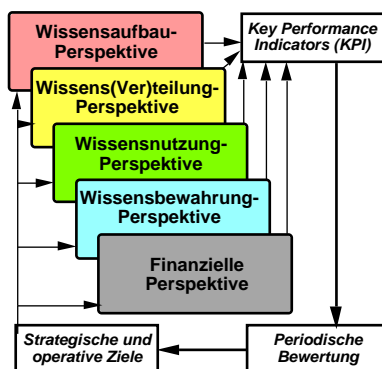 Wissensaufbau-
Perspektive
Key Performance
Indicators (KPI)
Wissens(Ver)teilung-
Perspektive
Wissensnutzung-
Perspektive
Wissensbewahrung-
Perspektive
Finanzielle
Perspektive
Strategische und
operative Ziele
Periodische
Bewertung